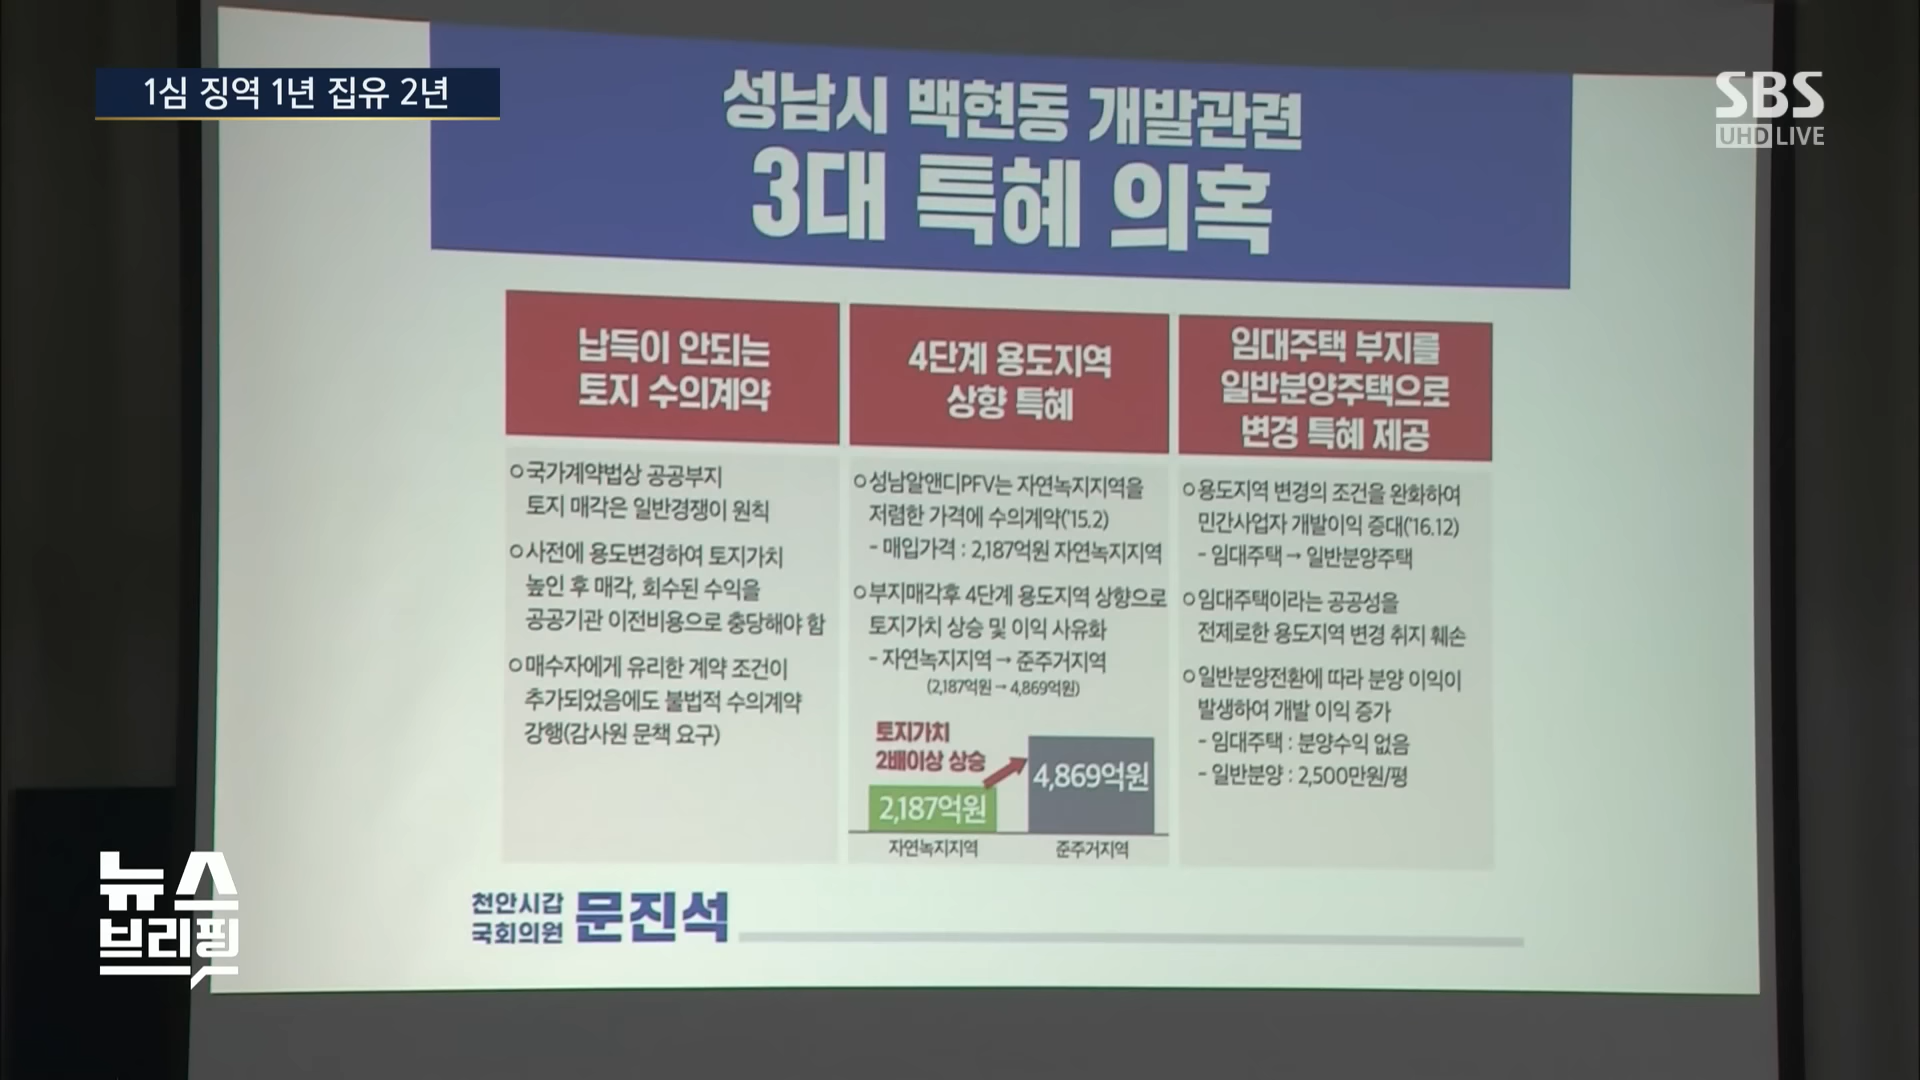 1심 징역 1년 집유 2년
SBS
UHD LIVE
성남시 백현동 개발관련
3대 특혜 의혹
납득이 안되는
토지 수의계약
○국가계약법상 공공부지
토지 매각은 일반경쟁이 원칙
○사전에 용도변경하여 토지가치
높인 후 매각, 회수된 수익을
공공기관 이전비용으로 충당해야 함
○매수자에게 유리한 계약 조건이
추가되었음에도 불법적 수의계약
강행(감사원 문책 요구)
4단계 용도지역
상향 특혜
○성남알앤디PFV는 자연녹지지역을
저렴한 가격에 수의계약('15.2)
- 매입가격 : 2,187억원 자연녹지지역
○부지매각후 4단계 용도지역 상향으로
토지가치 상승 및 이익 사유화
- 자연녹지지역 → 준주거지역
(2,187억원 → 4,869억원)
토지가치
2배이상 상승
2,187억원
4,869억원
자연녹지지역
준주거지역
임대주택 부지를
일반분양주택으로
변경 특혜 제공
○용도지역 변경의 조건을 완화하여
민간사업자 개발이익 증대('16.12)
- 임대주택 → 일반분양주택
○임대주택이라는 공공성을
전제로한 용도지역 변경 취지 훼손
○일반분양전환에 따라 분양 이익이
발생하여 개발 이익 증가
- 임대주택 : 분양수익 없음
- 일반분양 : 2,500만원/평
천안시갑
국회의원 문진석
뉴스
브리핑